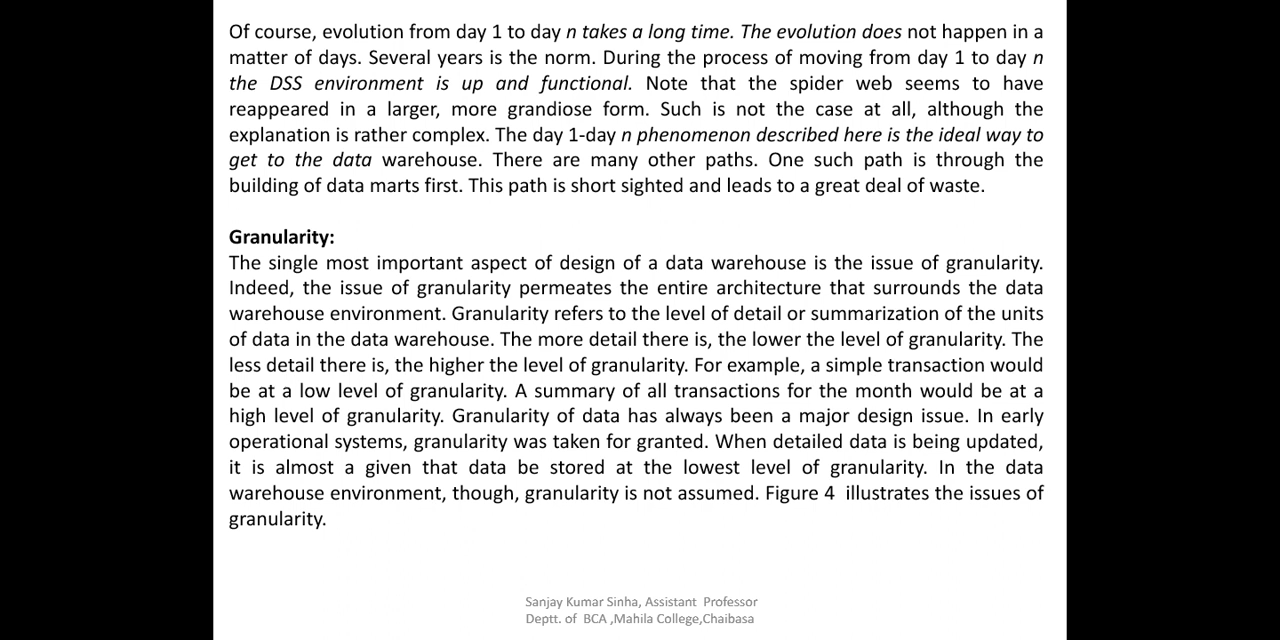 Of course, evolution from day 1 to day n takes a long time. The evolution does not happen in a
matter of days. Several years is the norm. During the process of moving from day 1 to day n
the DSS environment is up and functional. Note that the spider web seems to have
reappeared in a larger, more grandiose form. Such is not the case at all, although the
explanation is rather complex. The day 1-day n phenomenon described here is the ideal way to
get to the data warehouse. There are many other paths. One such path is through the
building of data marts first. This path is short sighted and leads to a great deal of waste.
Granularity:
The single most important aspect of design of a data warehouse is the issue of granularity.
Indeed, the issue of granularity permeates the entire architecture that surrounds the data
warehouse environment. Granularity refers to the level of detail or summarization of the units
of data in the data warehouse. The more detail there is, the lower the level of granularity. The
less detail there is, the higher the level of granularity. For example, a simple transaction would
be at a low level of granularity. A summary of all transactions for the month would be at a
high level of granularity. Granularity of data has always been a major design issue. In early
operational systems, granularity was taken for granted. When detailed data is being updated,
it is almost a given that data be stored at the lowest level of granularity. In the data
warehouse environment, though, granularity is not assumed. Figure 4 illustrates the issues of
granularity.
Sanjay Kumar Sinha, Assistant Professor
Deptt. of BCA ,Mahila College,Chaibasa